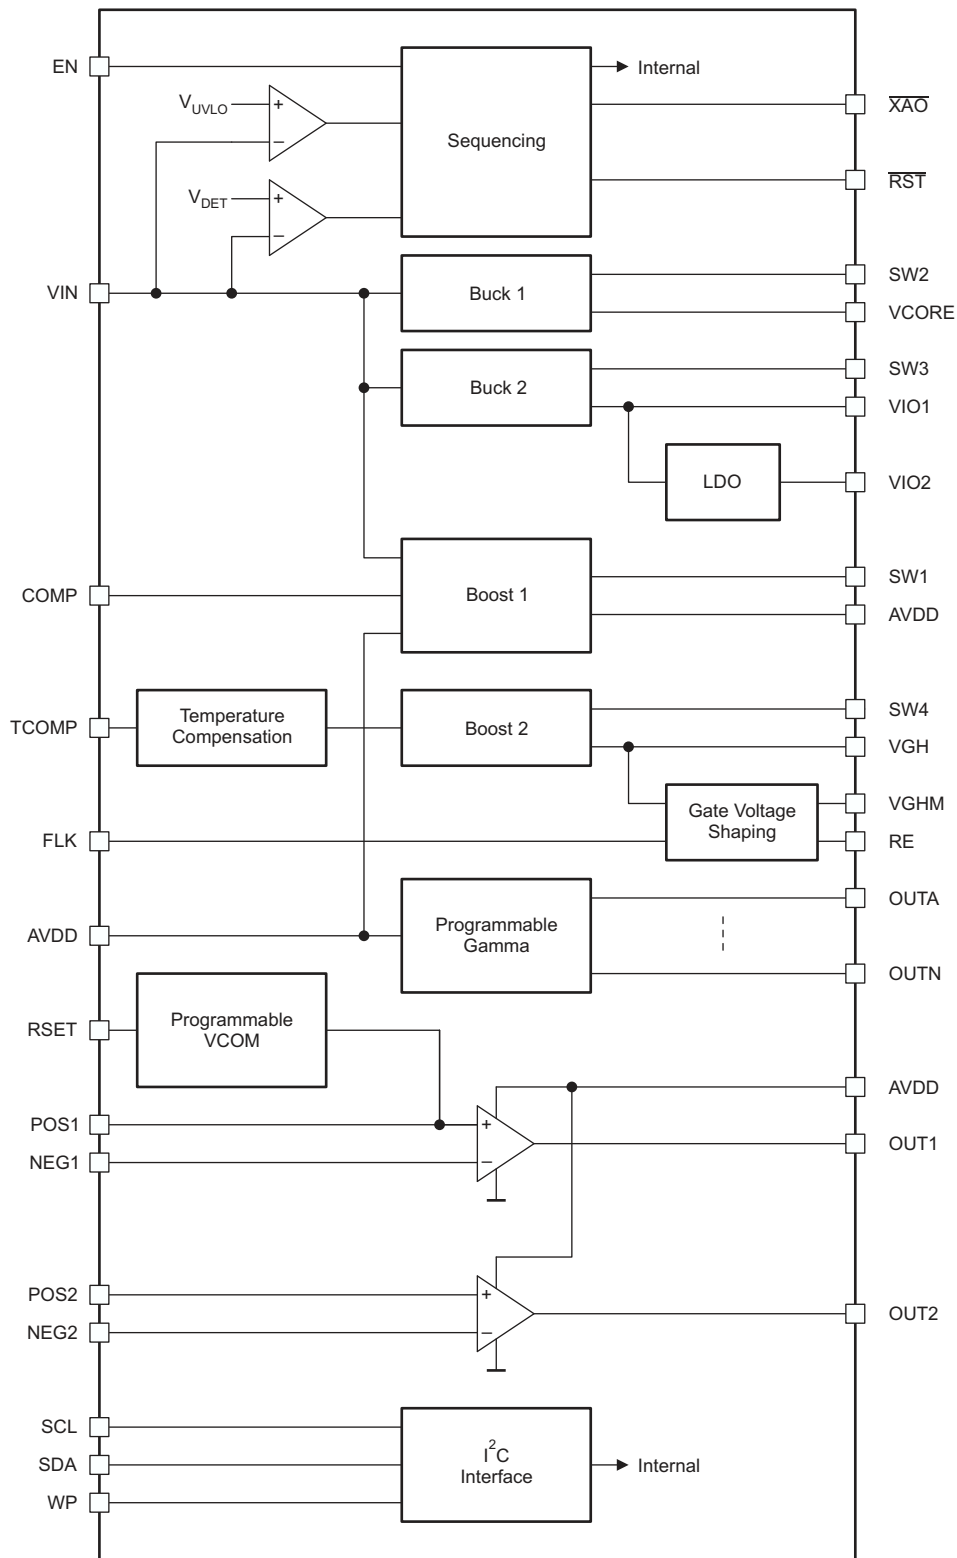 EN
Internal
V_UVLO
+
−
Sequencing
X̅A̅O̅
R̅S̅T̅
V_DET
+
−
VIN
Buck 1
SW2
VCORE
Buck 2
SW3
VIO1
LDO
VIO2
COMP
Boost 1
SW1
AVDD
TCOMP
Temperature
Compensation
Boost 2
SW4
VGH
Gate Voltage
Shaping
VGHM
RE
FLK
AVDD
Programmable
Gamma
OUTA
OUTN
RSET
Programmable
VCOM
AVDD
POS1
+
OUT1
NEG1
−
POS2
+
OUT2
NEG2
−
SCL
SDA
WP
I²C
Interface
Internal